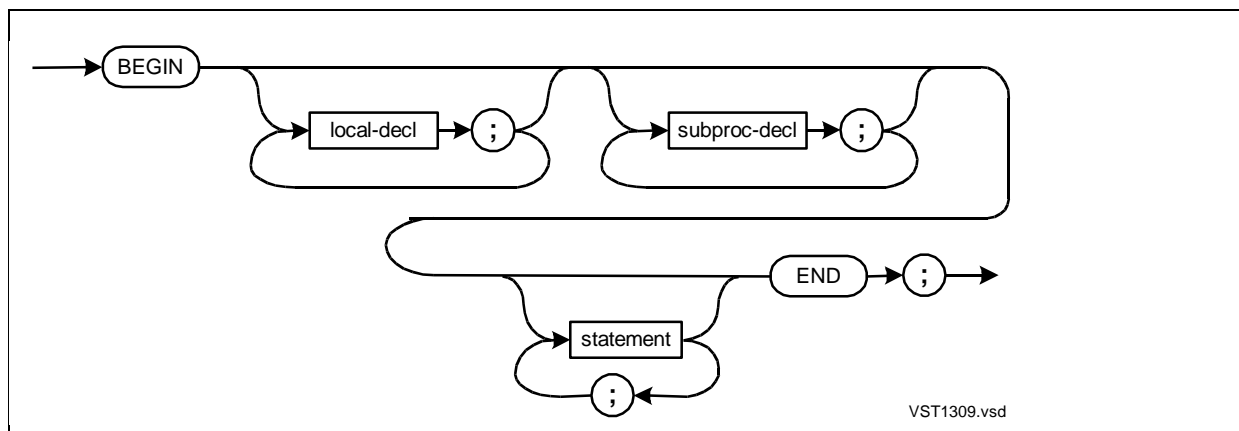 BEGIN
local-decl ; subproc-decl ;
END ;
statement
;
VST1309.vsd